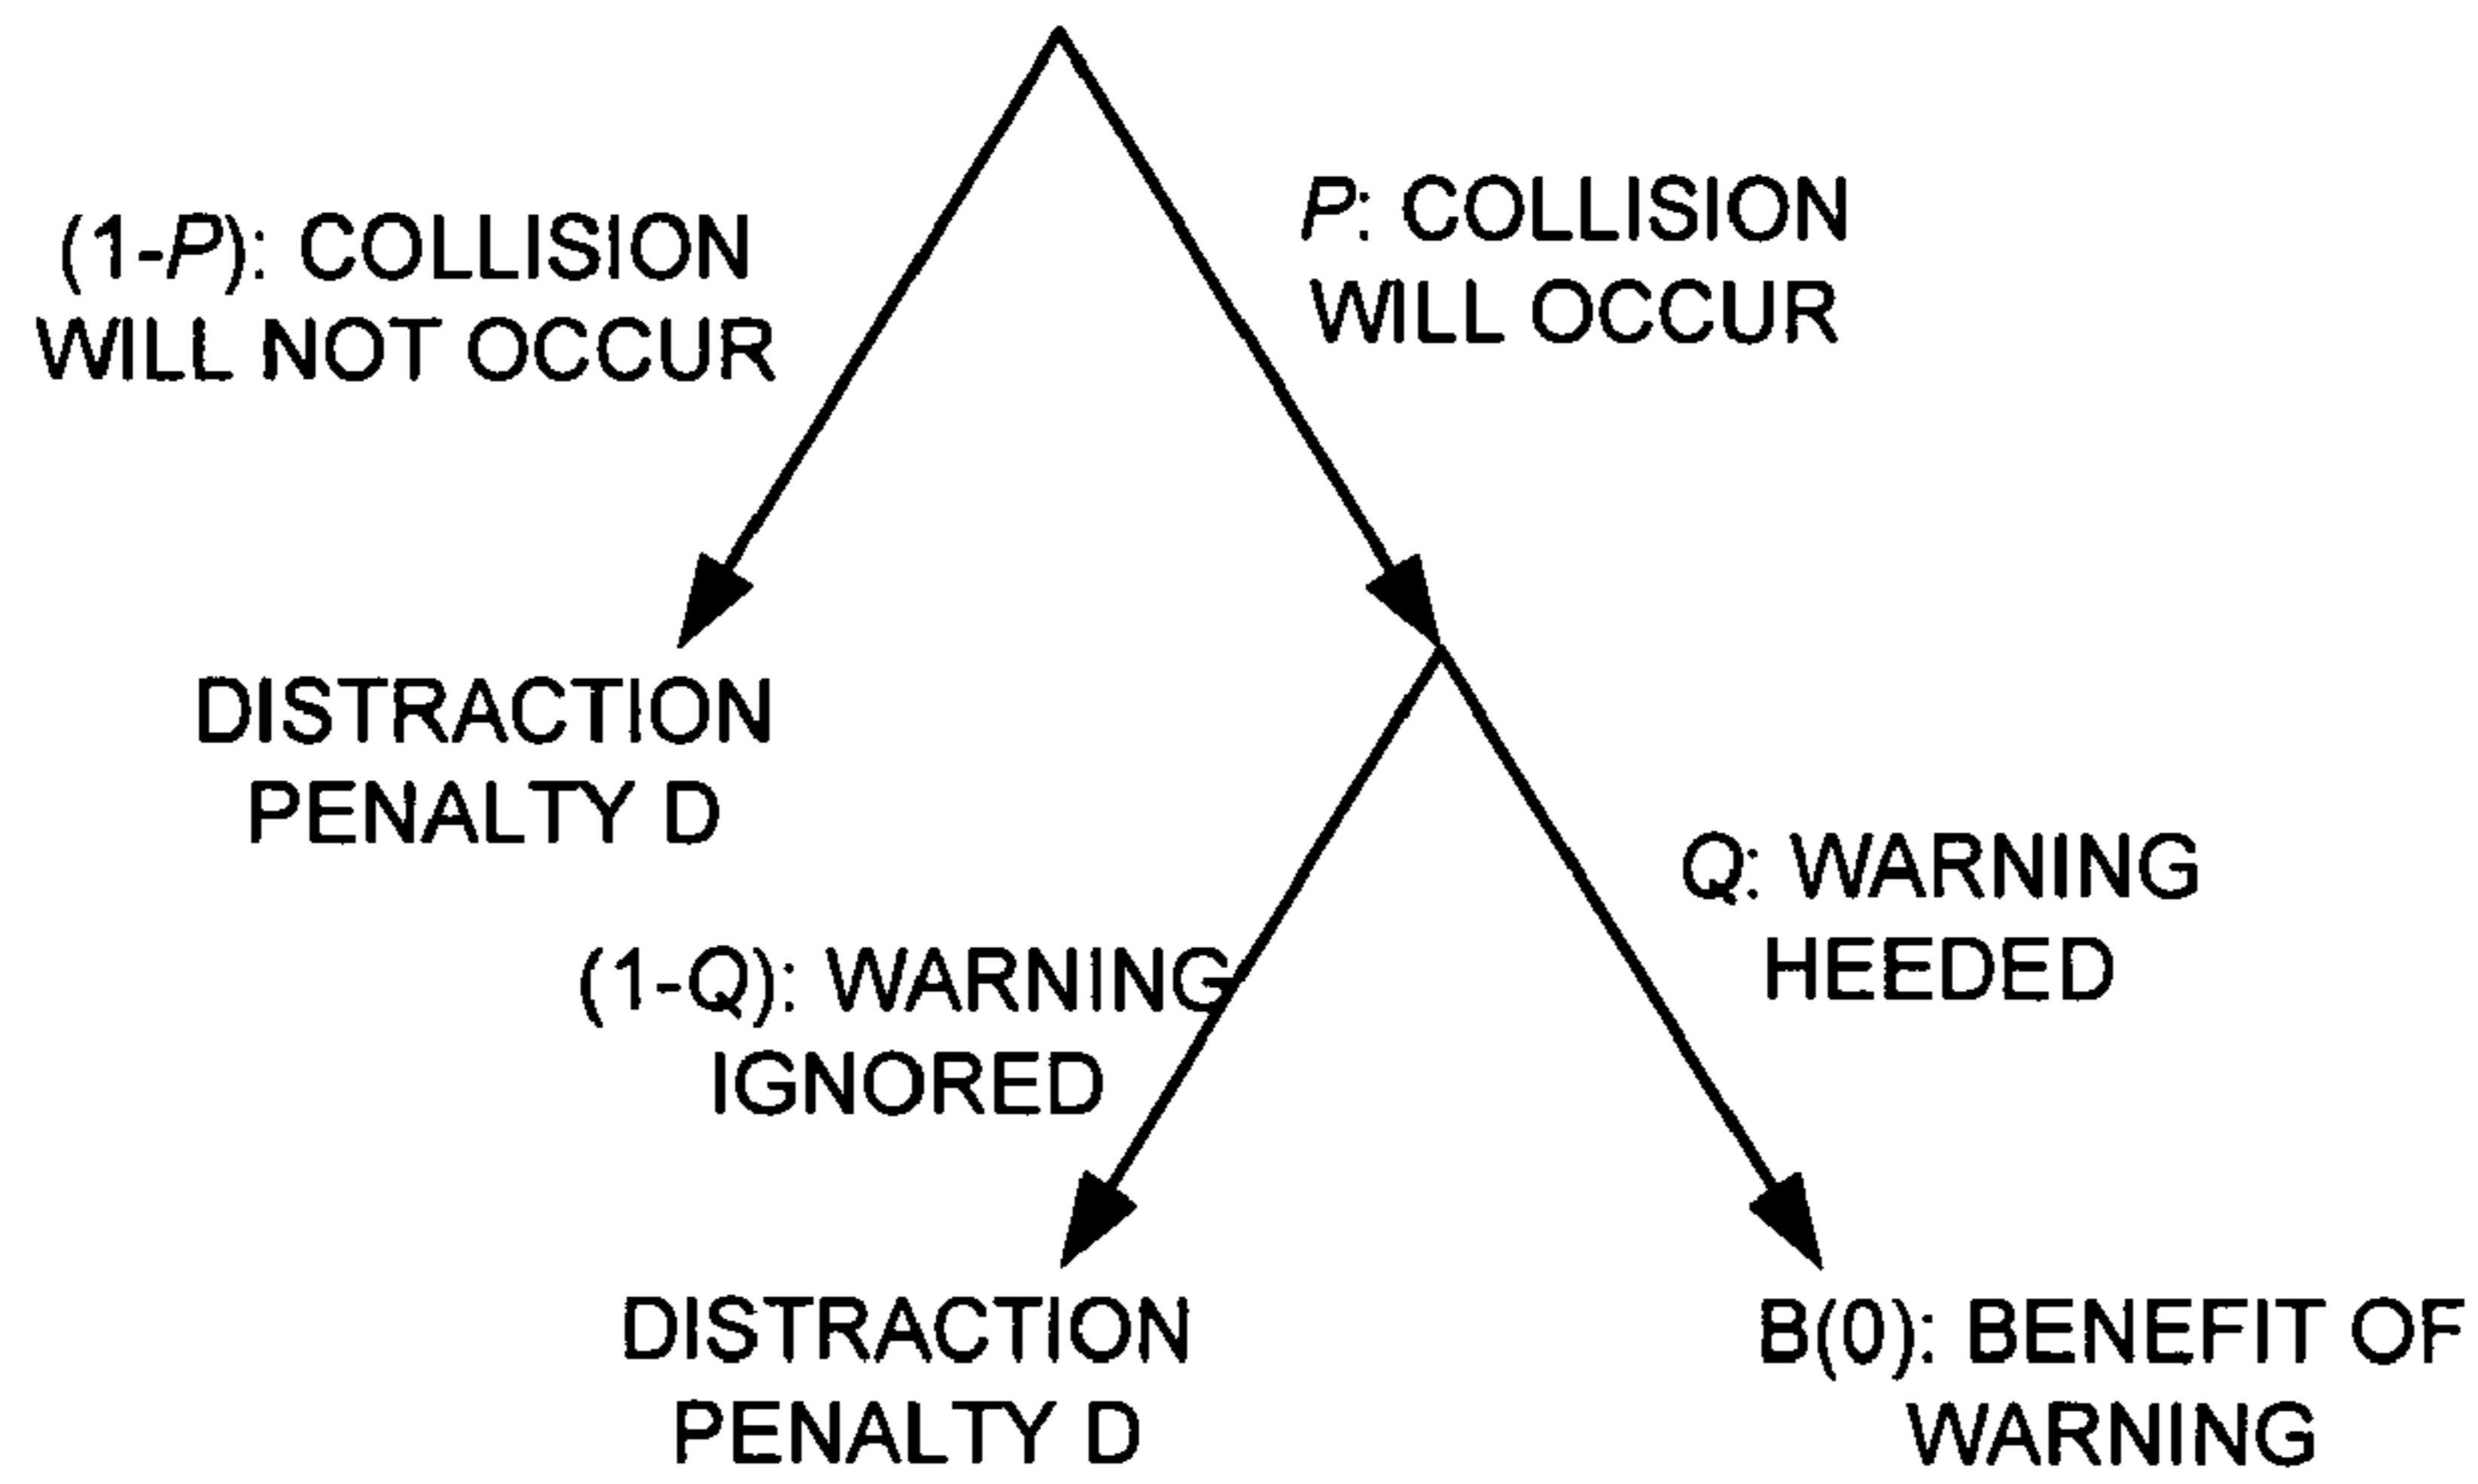 (1-P): COLLISION
WILL NOT OCCUR
P: COLLISION
WILL OCCUR
DISTRACTION
PENALTY D
Q: WARNING
HEEDED
(1-Q): WARNING
IGNORED
DISTRACTION
PENALTY D
B(0): BENEFIT OF
WARNING